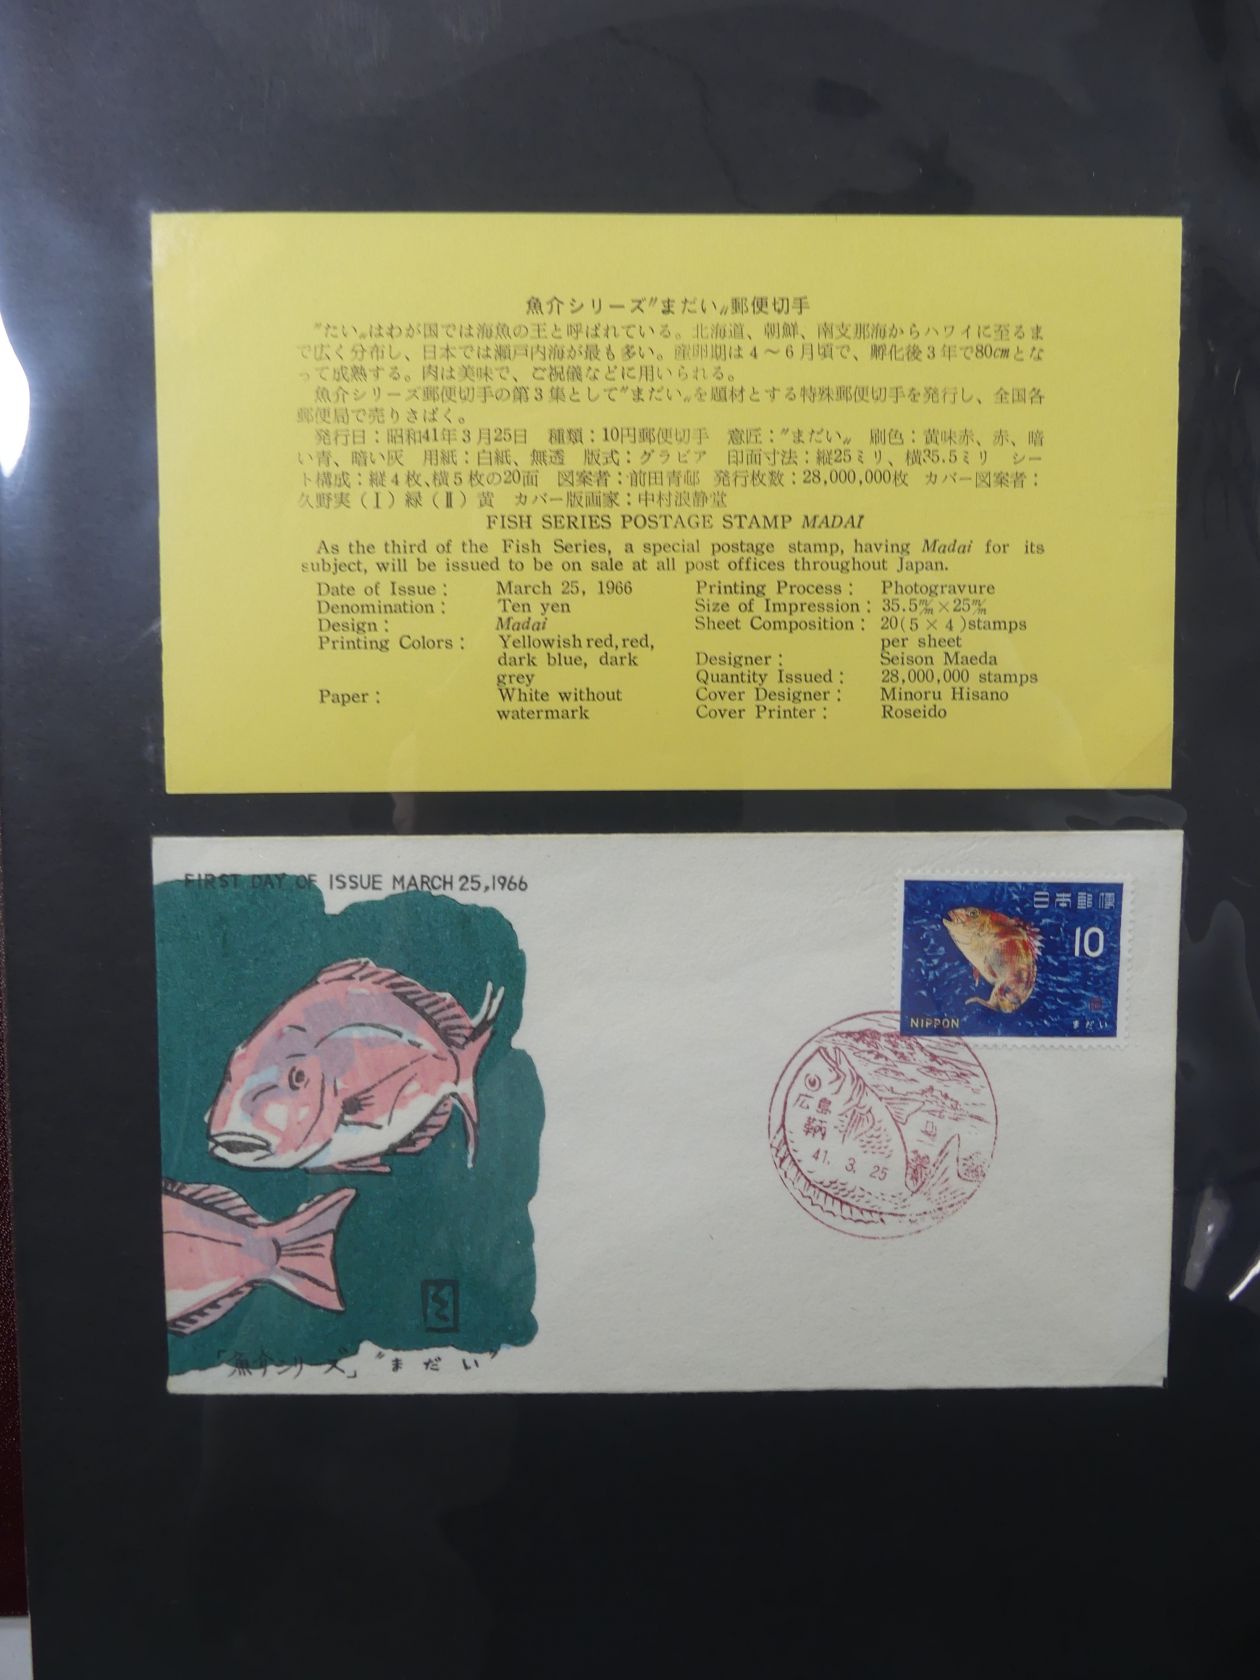 魚介シリーズ〝まだい〟郵便切手
〝たい〟はわが国では海魚の王と呼ばれている。北海道、朝鮮、南支那海からハワイに至るま
で広く分布し、日本では瀬戸内海が最も多い。産卵期は4～6月頃で、孵化後3年で80㎝とな
って成熟する。肉は美味で、ご祝儀などに用いられる。
魚介シリーズ郵便切手の第3集として〝まだい〟を題材とする特殊郵便切手を発行し、全国各
郵便局で売りさばく。
発行日：昭和41年3月25日 種類：10円郵便切手 意匠：〝まだい〟 刷色：黄味赤、赤、暗
い青、暗い灰 用紙：白紙、無透 版式：グラビア 印面寸法：縦25ミリ、横35.5ミリ シー
ト構成：縦4枚、横5枚の20面 図案者：前田青邨 発行枚数：28,000,000枚 カバー図案者：
久野実（Ⅰ）緑（Ⅱ）黄 カバー版画家：中村浪静堂
FISH SERIES POSTAGE STAMP MADAI
As the third of the Fish Series, a special postage stamp, having Madai for its
subject, will be issued to be on sale at all post offices throughout Japan.
Date of Issue: March 25, 1966
Denomination: Ten yen
Design: Madai
Printing Colors: Yellowish red, red,
dark blue, dark
grey
Paper: White without
watermark
Printing Process: Photogravure
Size of Impression: 35.5m/m×25m/m
Sheet Composition: 20(5×4)stamps
per sheet
Designer: Seison Maeda
Quantity Issued: 28,000,000 stamps
Cover Designer: Minoru Hisano
Cover Printer: Roseido
FIRST DAY OF ISSUE MARCH 25, 1966
日本郵便
10
NIPPON
まだい
広島
鞆
41. 3. 25
「魚介シリーズ」〝まだい〟